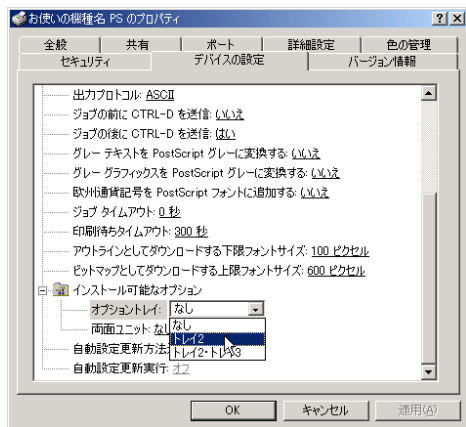 お使いの機種名 PS のプロパティ
全般 共有 ポート 詳細設定 色の管理
セキュリティ デバイスの設定 バージョン情報
出力プロトコル: ASCII
ジョブの前に CTRL-D を送信: いいえ
ジョブの後に CTRL-D を送信: はい
グレー テキストを PostScript グレーに変換する: いいえ
グレー グラフィックスを PostScript グレーに変換する: いいえ
欧州通貨記号を PostScript フォントに追加する: いいえ
ジョブ タイムアウト: 0 秒
印刷待ちタイムアウト: 300 秒
アウトラインとしてダウンロードする下限フォントサイズ: 100 ピクセル
ビットマップとしてダウンロードする上限フォントサイズ: 600 ピクセル
インストール可能なオプション
オプショントレイ: なし
両面ユニット: なし
なし
トレイ2
トレイ2・トレイ3
自動設定更新方法
自動設定更新実行: オフ
OK キャンセル 適用(A)